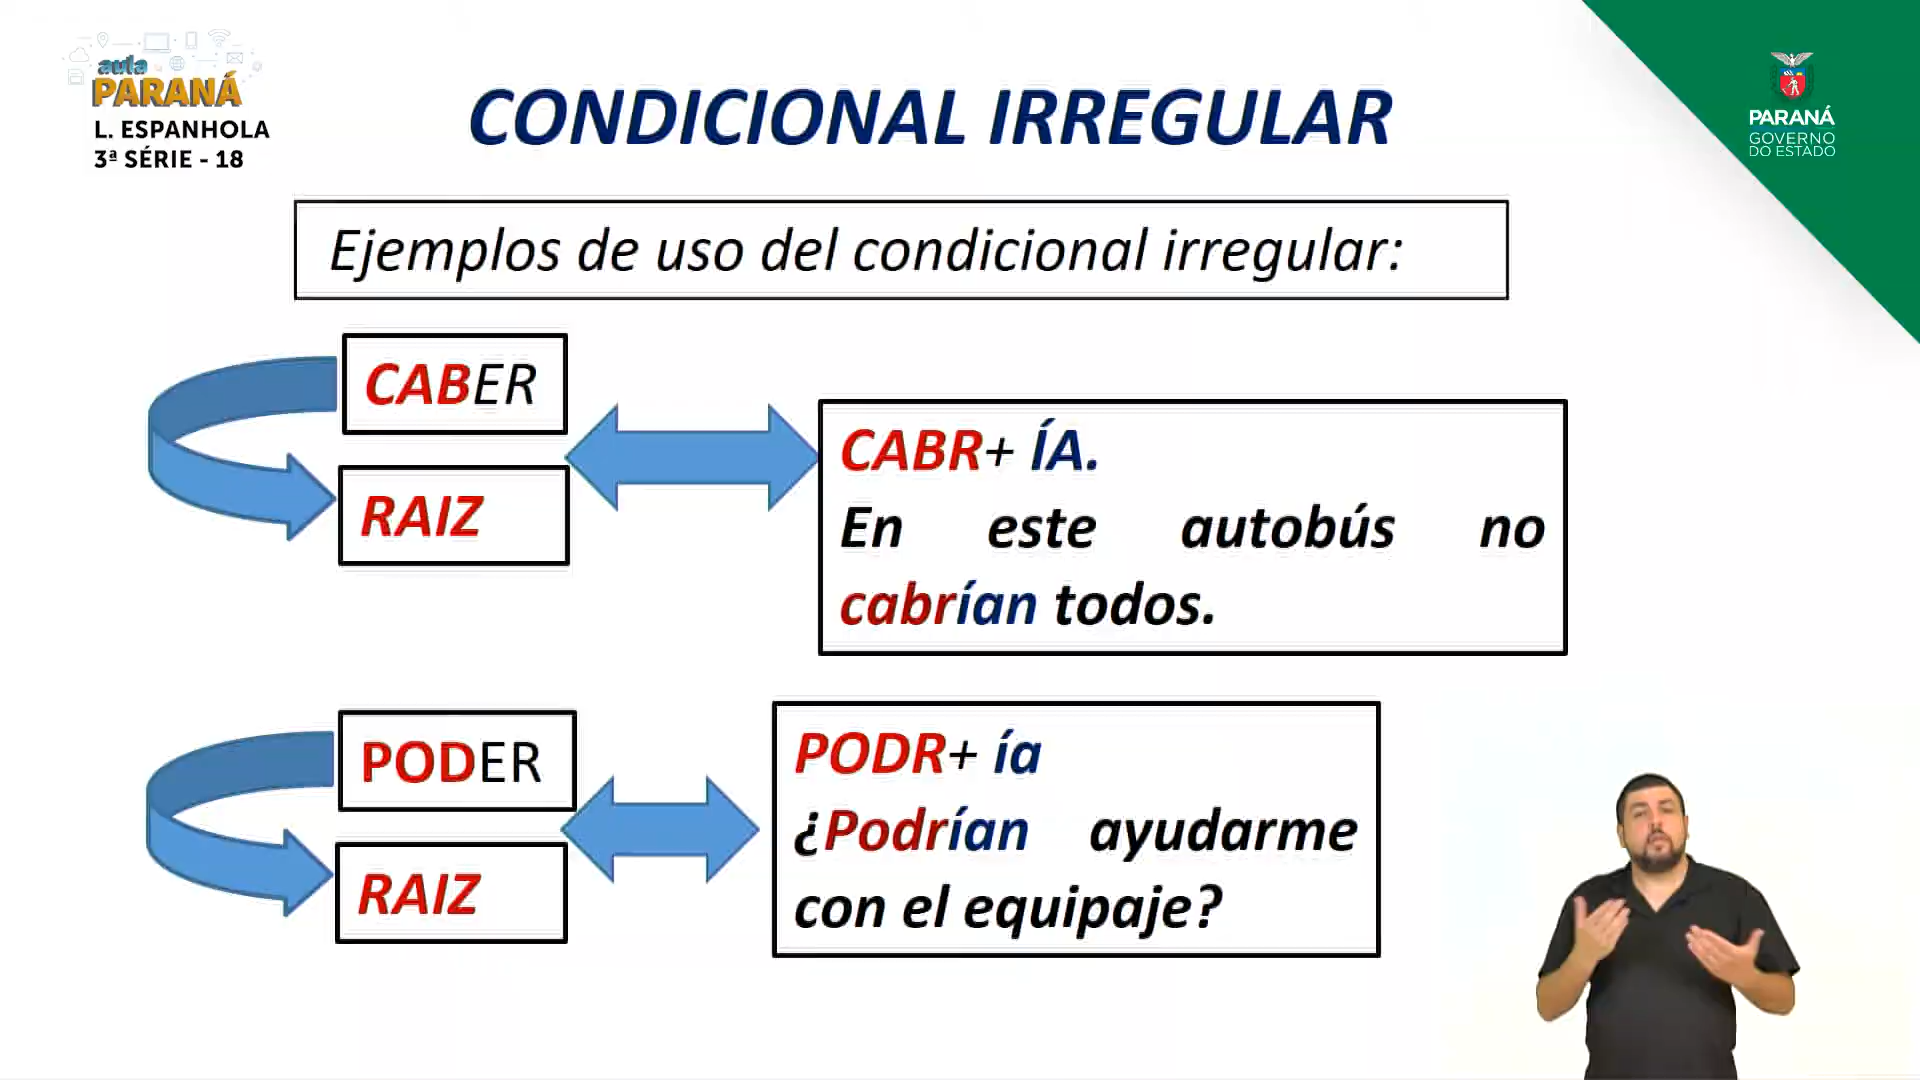 aula
PARANÁ
L. ESPANHOLA
3ª SÉRIE - 18
CONDICIONAL IRREGULAR
PARANÁ
GOVERNO
DO ESTADO
Ejemplos de uso del condicional irregular:
CABER
RAIZ
CABR+ ÍA.
En este autobús no
cabrían todos.
PODER
RAIZ
PODR+ ía
¿Podrían ayudarme
con el equipaje?